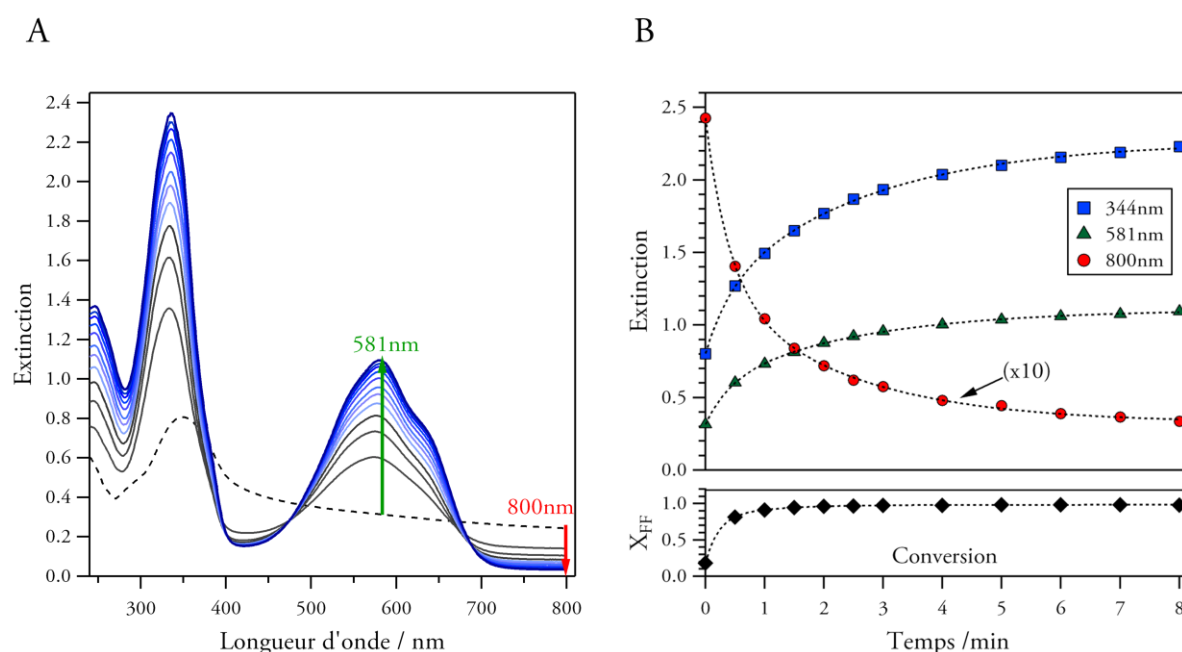 A
B
2.4
2.2
2.0
1.8
1.6
1.4
1.2
1.0
0.8
0.6
0.4
0.2
0.0
Extinction
581nm
800nm
300
400
500
600
700
800
Longueur d'onde / nm
2.5
2.0
1.5
1.0
0.5
0.0
Extinction
344nm
581nm
800nm
(x10)
1.0
0.5
0.0
XFF
Conversion
0
1
2
3
4
5
6
7
8
Temps /min